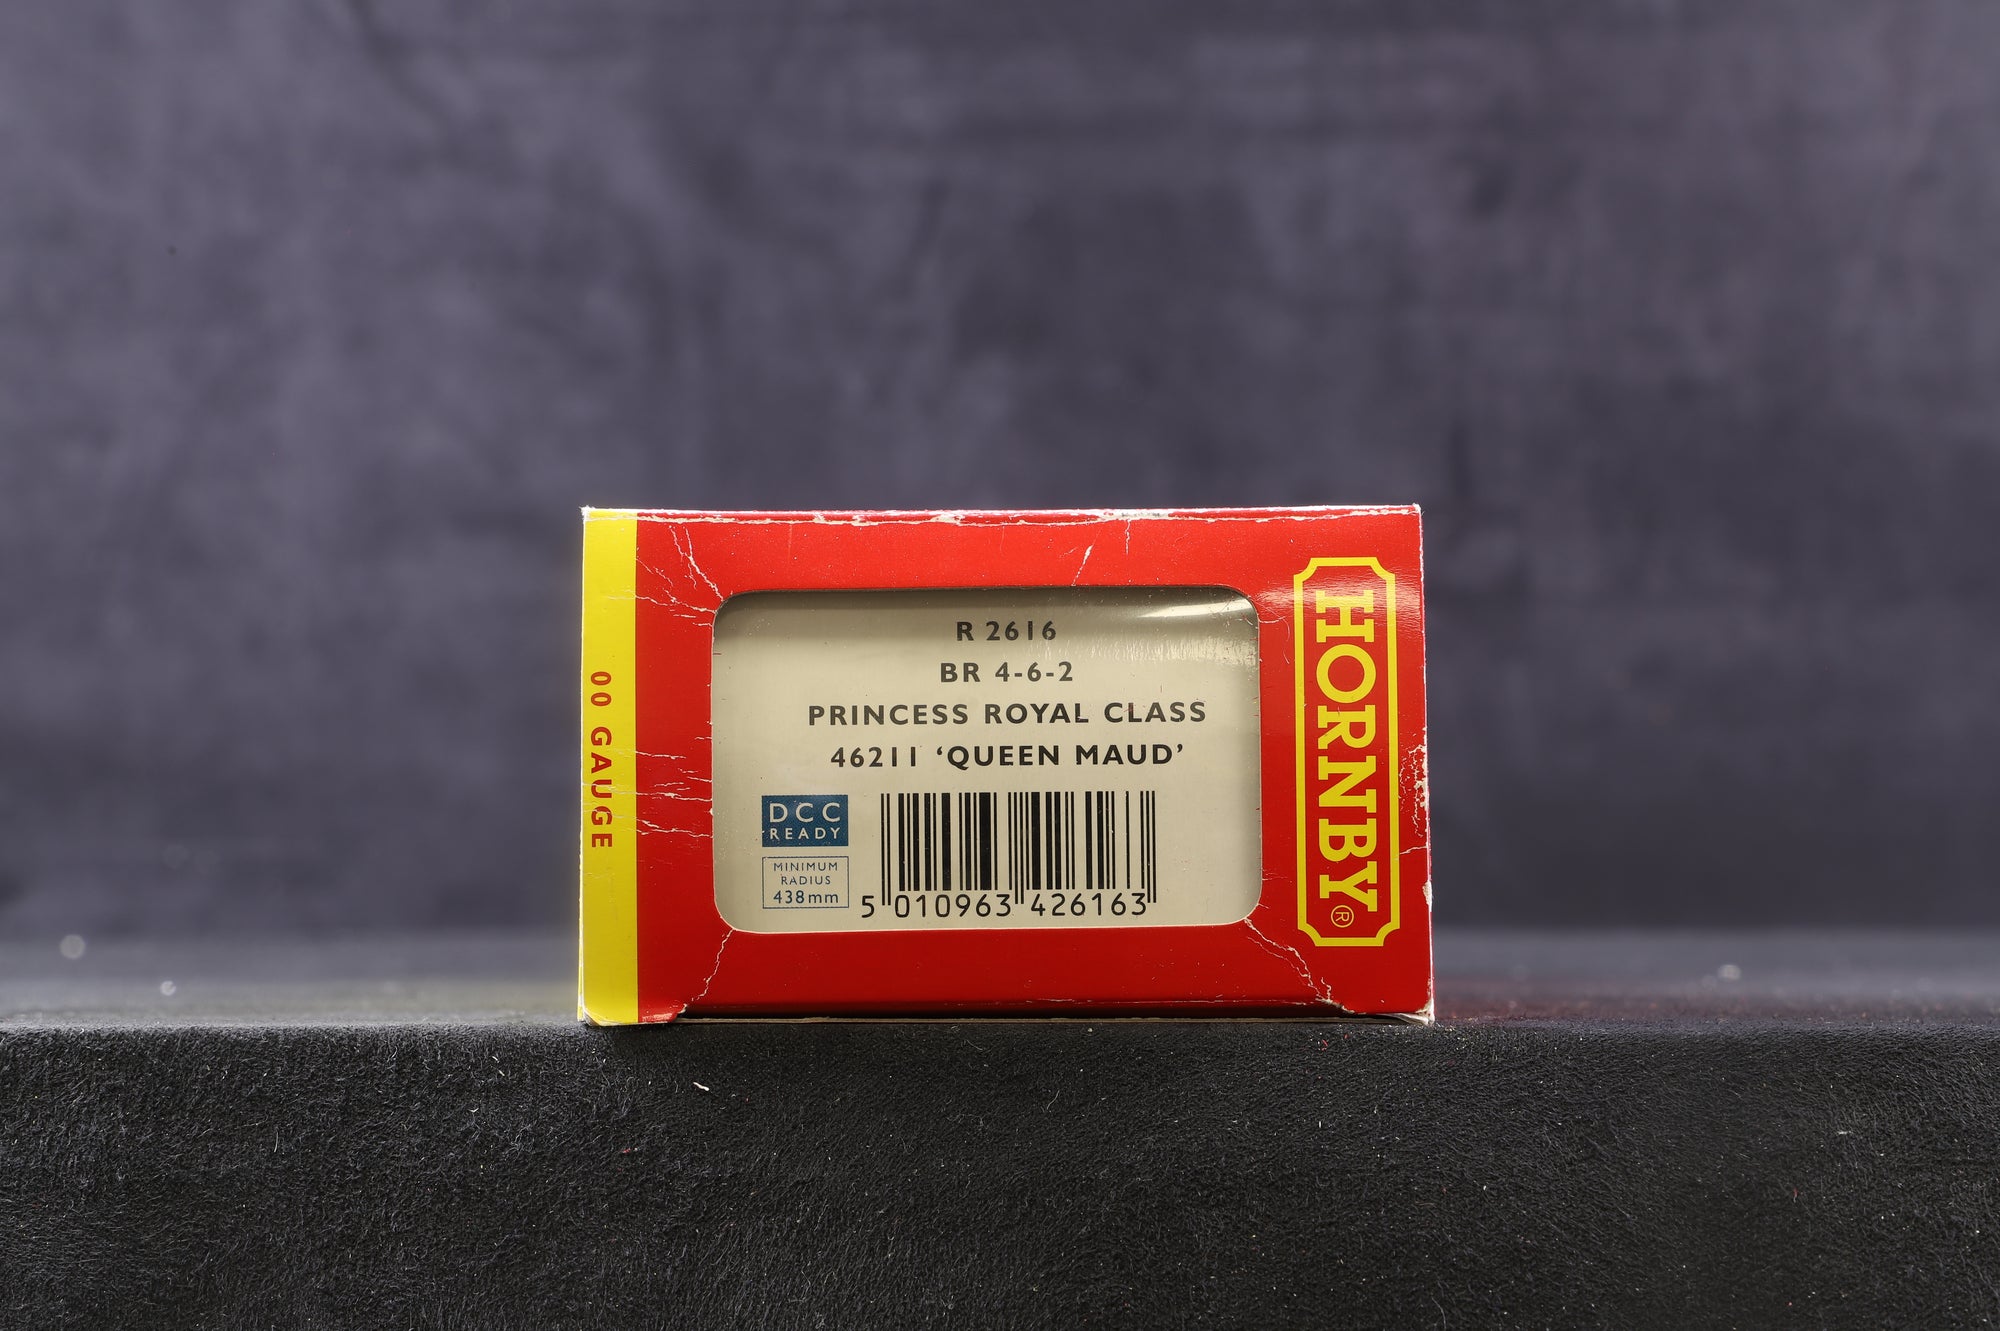 00 GAUGE
R 2616
BR 4-6-2
PRINCESS ROYAL CLASS
46211 ‘QUEEN MAUD’
DCC
READY
MINIMUM
RADIUS
438mm
5 010963 426163
HORNBY®